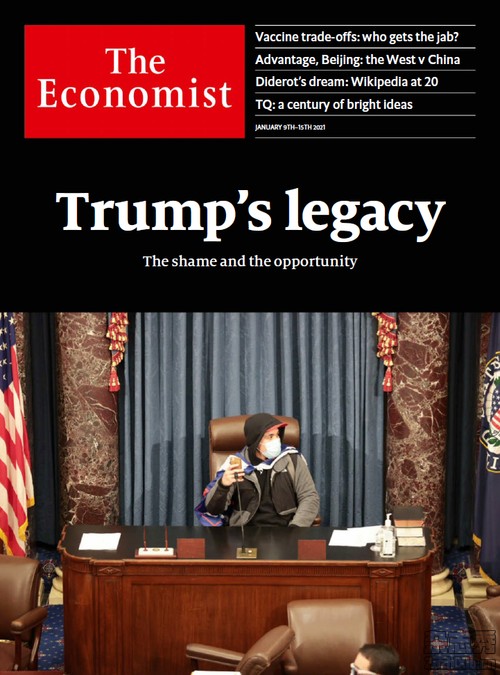 The
Economist
Vaccine trade-offs: who gets the jab?
Advantage, Beijing: the West v China
Diderot's dream: Wikipedia at 20
TQ: a century of bright ideas
JANUARY 9TH–15TH 2021
Trump's legacy
The shame and the opportunity